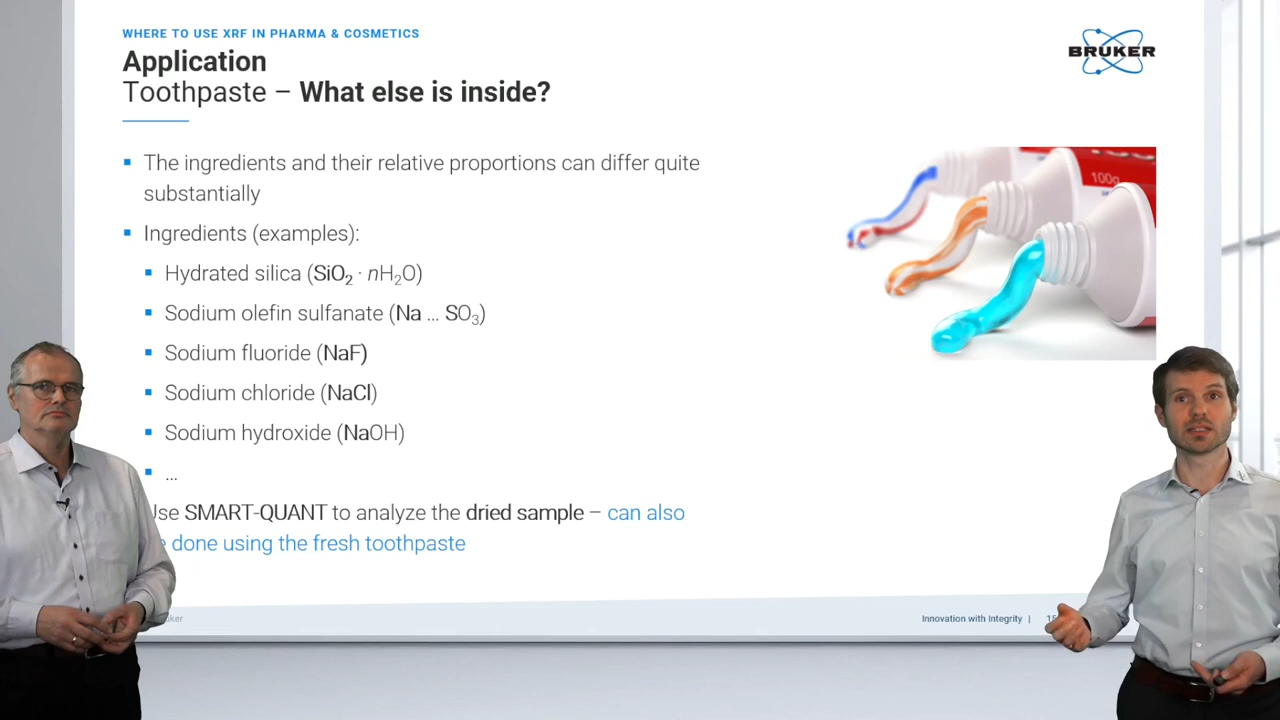 WHERE TO USE XRF IN PHARMA & COSMETICS
Application
Toothpaste – What else is inside?
BRUKER
The ingredients and their relative proportions can differ quite
substantially
Ingredients (examples):
Hydrated silica (SiO₂ · nH₂O)
Sodium olefin sulfanate (Na ... SO₃)
Sodium fluoride (NaF)
Sodium chloride (NaCl)
Sodium hydroxide (NaOH)
...
SMART-QUANT to analyze the dried sample – can also
done using the fresh toothpaste
100g
Innovation with Integrity |